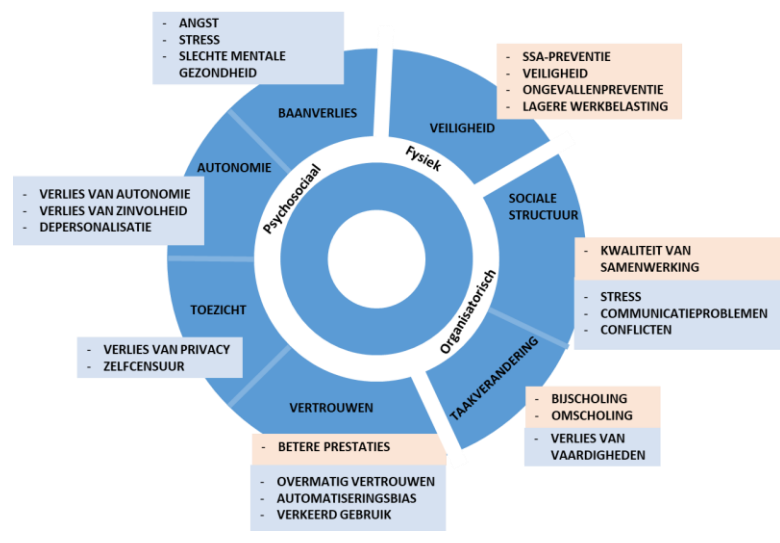 - ANGST
- STRESS
- SLECHTE MENTALE
GEZONDHEID
- SSA-PREVENTIE
- VEILIGHEID
- ONGEVALLENPREVENTIE
- LAGERE WERKBELASTING
BAANVERLIES
VEILIGHEID
Fysiek
AUTONOMIE
Psychosociaal
SOCIALE
STRUCTUUR
- VERLIES VAN AUTONOMIE
- VERLIES VAN ZINVOLHEID
- DEPERSONALISATIE
- KWALITEIT VAN
SAMENWERKING
- STRESS
- COMMUNICATIEPROBLEMEN
- CONFLICTEN
Organisatorisch
TOEZICHT
- VERLIES VAN PRIVACY
- ZELFCENSUUR
TAAKVERANDERING
- BIJSCHOLING
- OMSCHOLING
- VERLIES VAN
VAARDIGHEDEN
VERTROUWEN
- BETERE PRESTATIES
- OVERMATIG VERTROUWEN
- AUTOMATISERINGSBIAS
- VERKEERD GEBRUIK